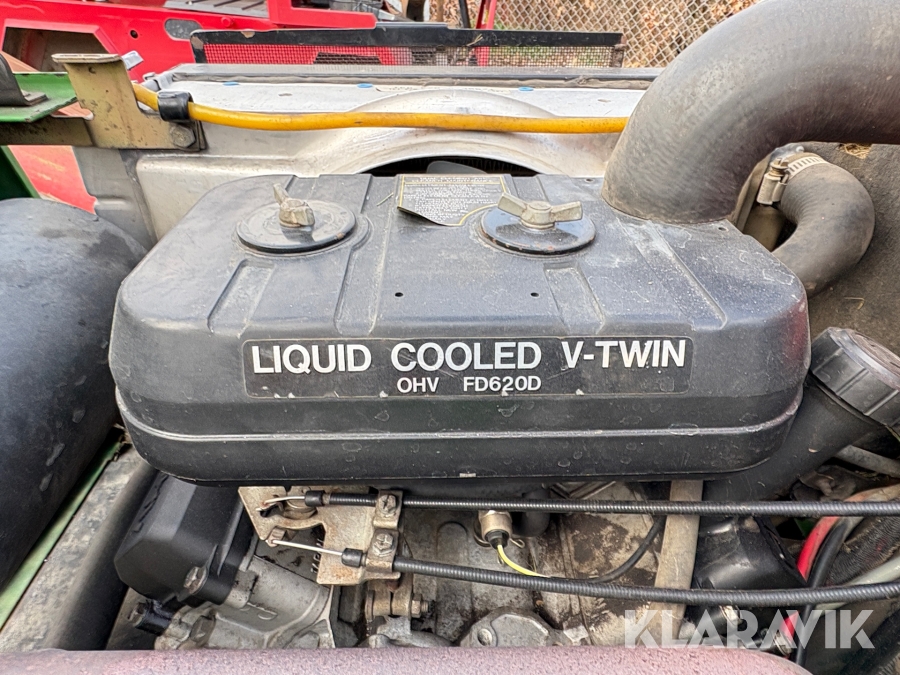 LIQUID COOLED V-TWIN
OHV FD620D
KLARAVIK